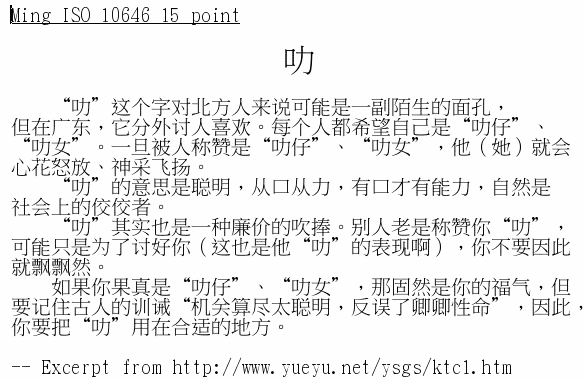 Ming ISO 10646 15 point
叻
“叻”这个字对北方人来说可能是一副陌生的面孔，
但在广东，它分外讨人喜欢。每个人都希望自己是“叻仔”、
“叻女”。一旦被人称赞是“叻仔”、“叻女”，他（她）就会
心花怒放、神采飞扬。
“叻”的意思是聪明，从口从力，有口才有能力，自然是
社会上的佼佼者。
“叻”其实也是一种廉价的吹捧。别人老是称赞你“叻”，
可能只是为了讨好你（这也是他“叻”的表现啊），你不要因此
就飘飘然。
如果你果真是“叻仔”、“叻女”，那固然是你的福气，但
要记住古人的训诫“机关算尽太聪明，反误了卿卿性命”，因此，
你要把“叻”用在合适的地方。
-- Excerpt from http://www.yueyu.net/ysgs/ktc1.htm